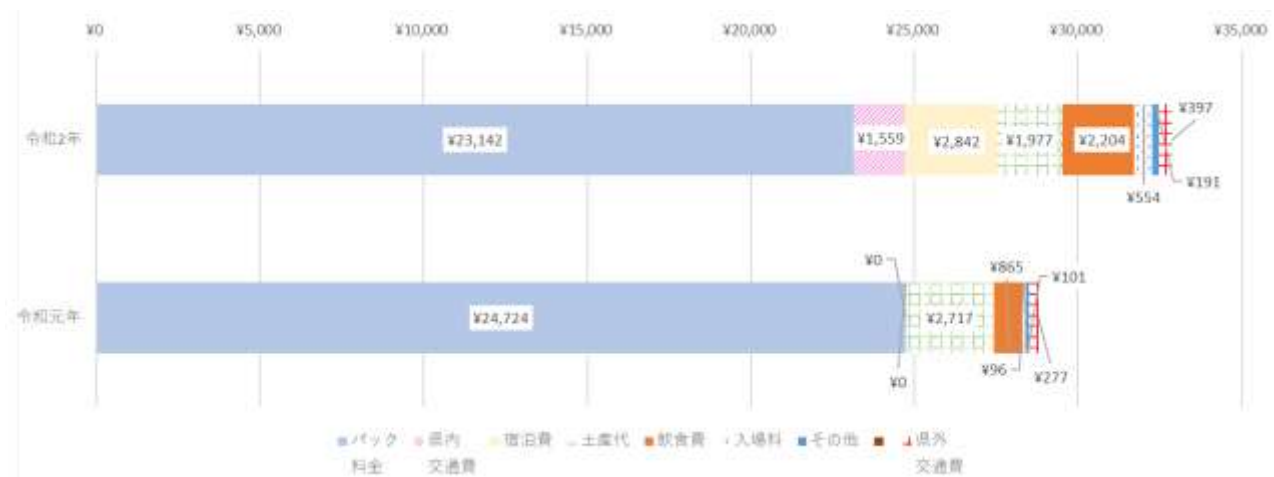 ¥0 ¥5,000 ¥10,000 ¥15,000 ¥20,000 ¥25,000 ¥30,000 ¥35,000
¥397
令和2年 ¥23,142 ¥1,559 ¥2,842 ¥1,977 ¥2,204
¥191
¥554
¥0 ¥865 ¥101
令和元年 ¥24,724 ¥2,717
¥0 ¥96 ¥277
パック 県内 宿泊費 土産代 飲食費 入場料 その他 県外
料金 交通費 交通費